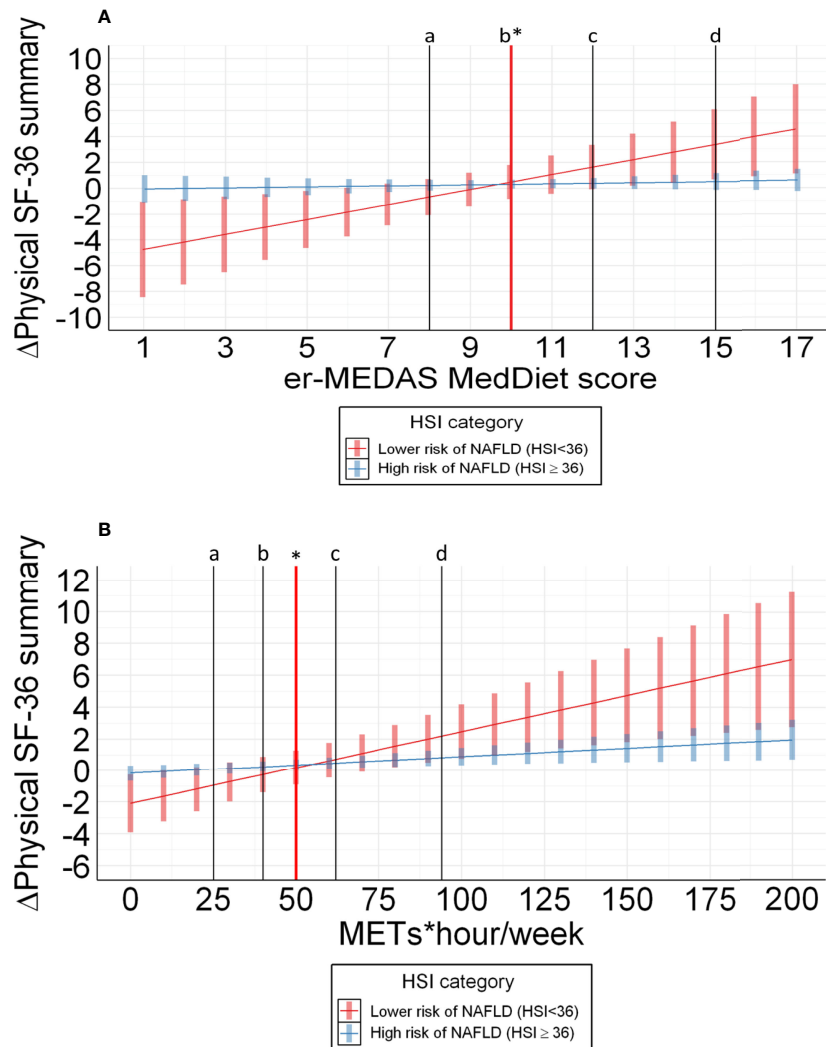 A
a b* c d
10
8
6
4
2
0
-2
-4
-6
-8
-10
ΔPhysical SF-36 summary
1 3 5 7 9 11 13 15 17
er-MEDAS MedDiet score
HSI category
Lower risk of NAFLD (HSI<36)
High risk of NAFLD (HSI ≥ 36)
B
a b * c d
12
10
8
6
4
2
0
-2
-4
-6
ΔPhysical SF-36 summary
0 25 50 75 100 125 150 175 200
METs*hour/week
HSI category
Lower risk of NAFLD (HSI<36)
High risk of NAFLD (HSI ≥ 36)